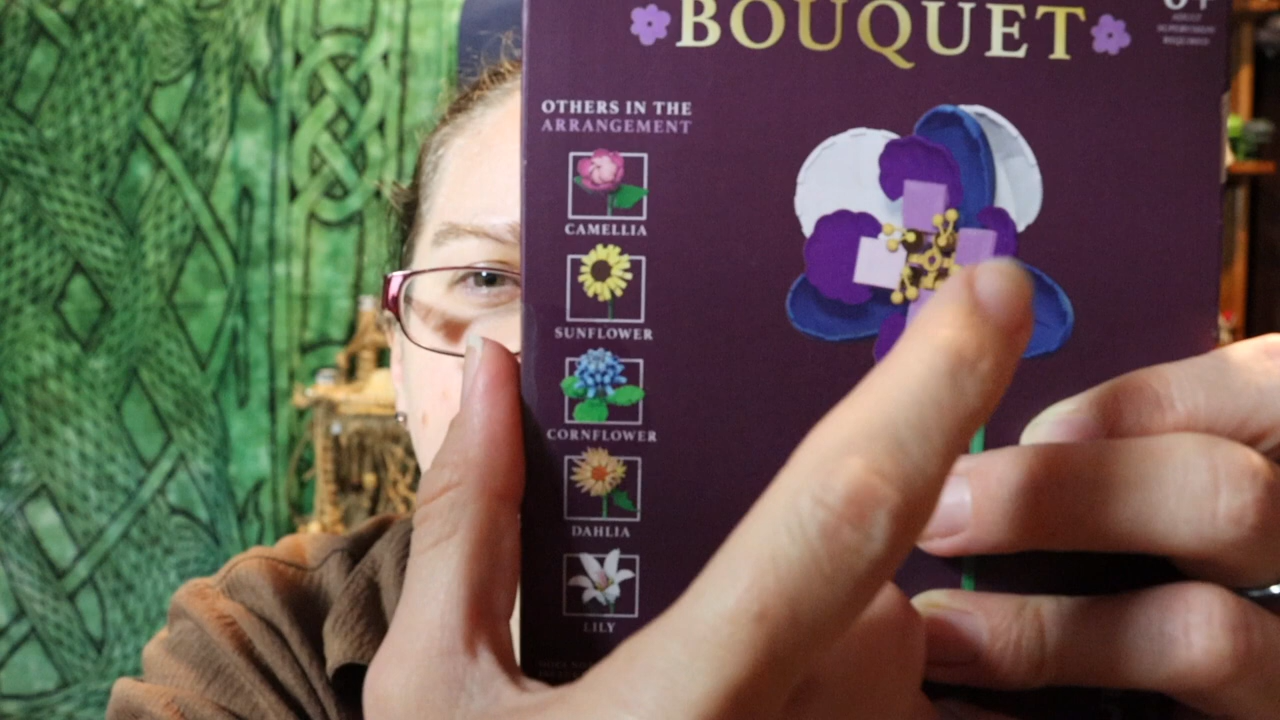 BOUQUET
OTHERS IN THE
ARRANGEMENT
CAMELLIA
SUNFLOWER
CORNFLOWER
DAHLIA
LILY